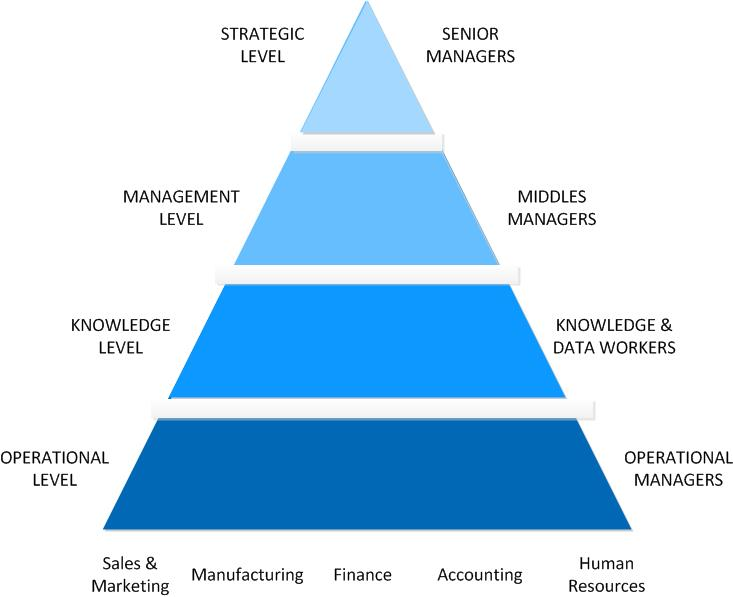 STRATEGIC
LEVEL
SENIOR
MANAGERS
MANAGEMENT
LEVEL
MIDDLES
MANAGERS
KNOWLEDGE
LEVEL
KNOWLEDGE &
DATA WORKERS
OPERATIONAL
LEVEL
OPERATIONAL
MANAGERS
Sales &
Marketing
Manufacturing
Finance
Accounting
Human
Resources